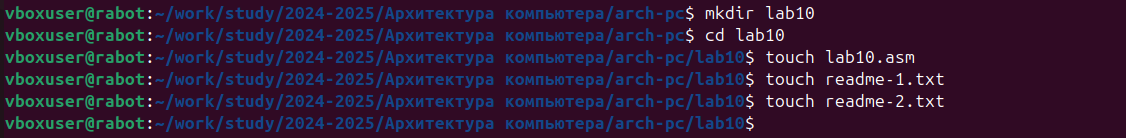 vboxuser@rabot:~/work/study/2024-2025/Архитектура компьютера/arch-pc$ mkdir lab10
vboxuser@rabot:~/work/study/2024-2025/Архитектура компьютера/arch-pc$ cd lab10
vboxuser@rabot:~/work/study/2024-2025/Архитектура компьютера/arch-pc/lab10$ touch lab10.asm
vboxuser@rabot:~/work/study/2024-2025/Архитектура компьютера/arch-pc/lab10$ touch readme-1.txt
vboxuser@rabot:~/work/study/2024-2025/Архитектура компьютера/arch-pc/lab10$ touch readme-2.txt
vboxuser@rabot:~/work/study/2024-2025/Архитектура компьютера/arch-pc/lab10$